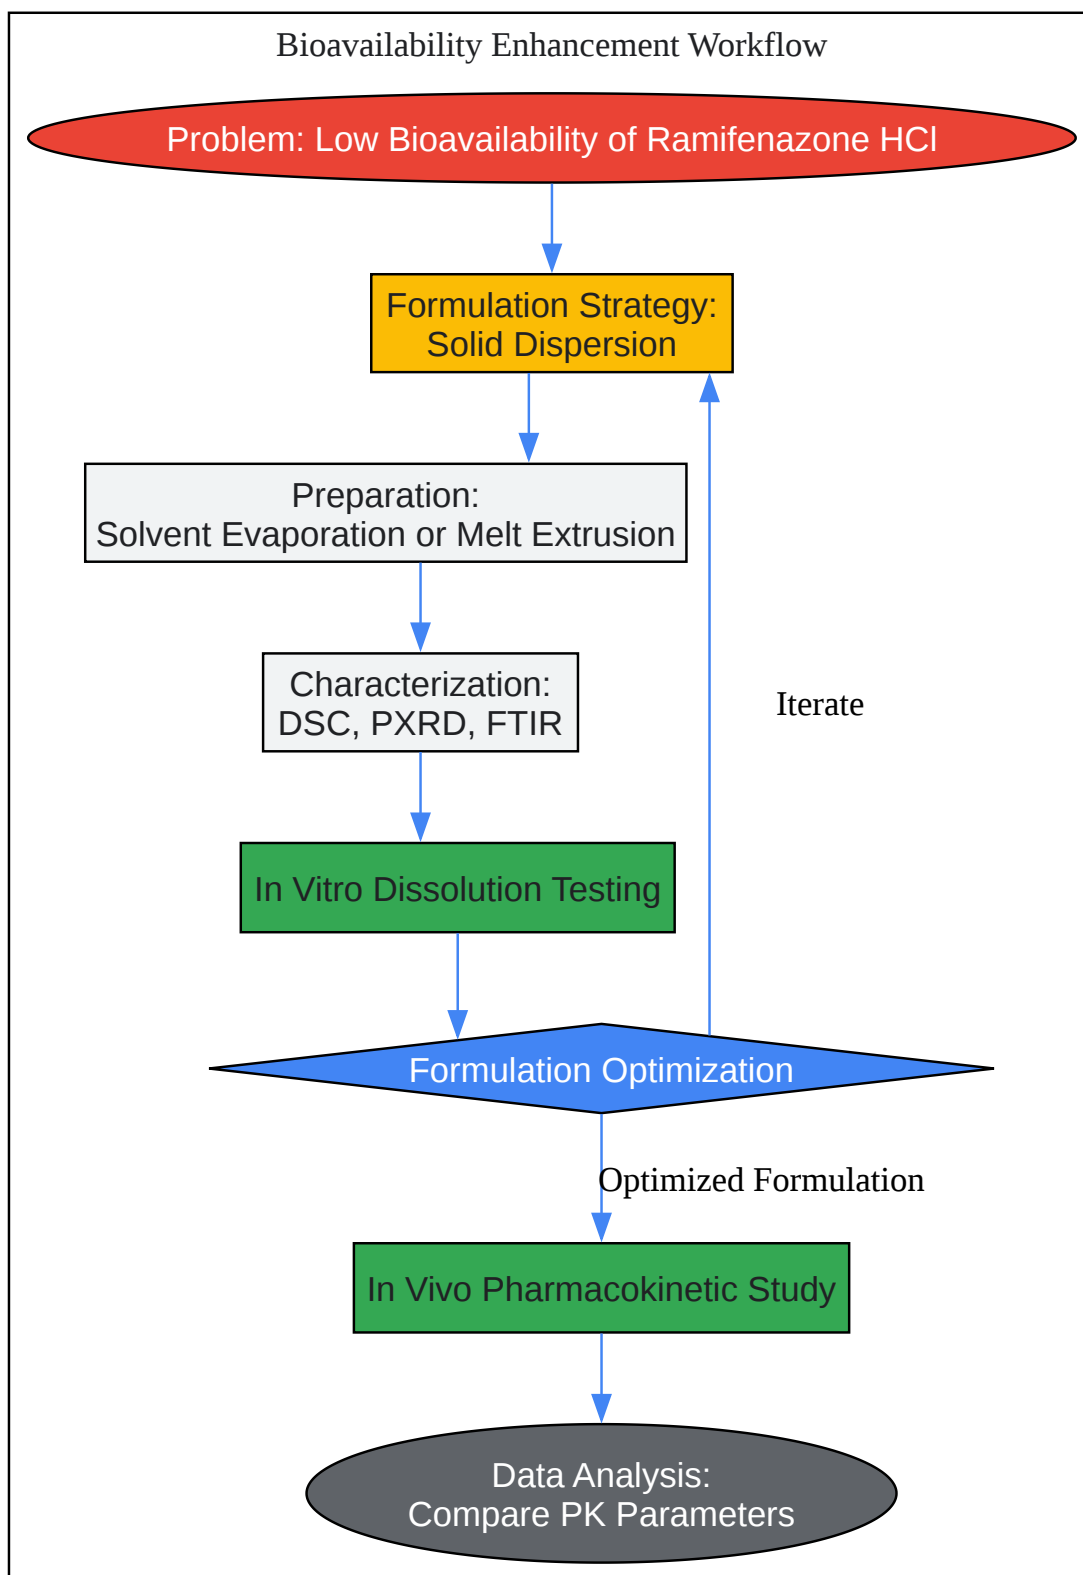 Bioavailability Enhancement Workflow
Problem: Low Bioavailability of Ramifenazone HCl
Formulation Strategy:
Solid Dispersion
Preparation:
Solvent Evaporation or Melt Extrusion
Characterization:
DSC, PXRD, FTIR
Iterate
In Vitro Dissolution Testing
Formulation Optimization
Optimized Formulation
In Vivo Pharmacokinetic Study
Data Analysis:
Compare PK Parameters